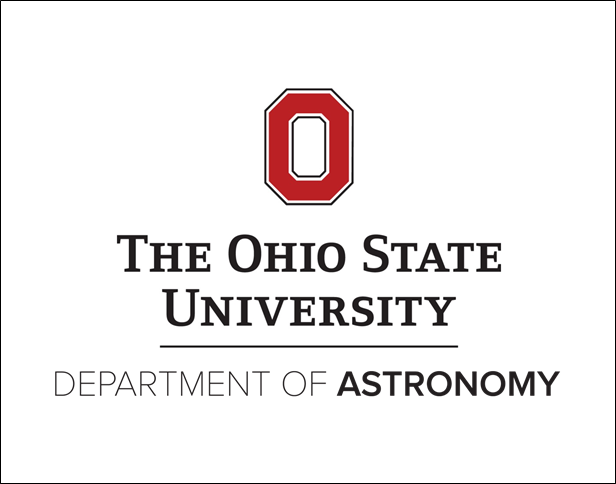 O
THE OHIO STATE
UNIVERSITY
DEPARTMENT OF ASTRONOMY